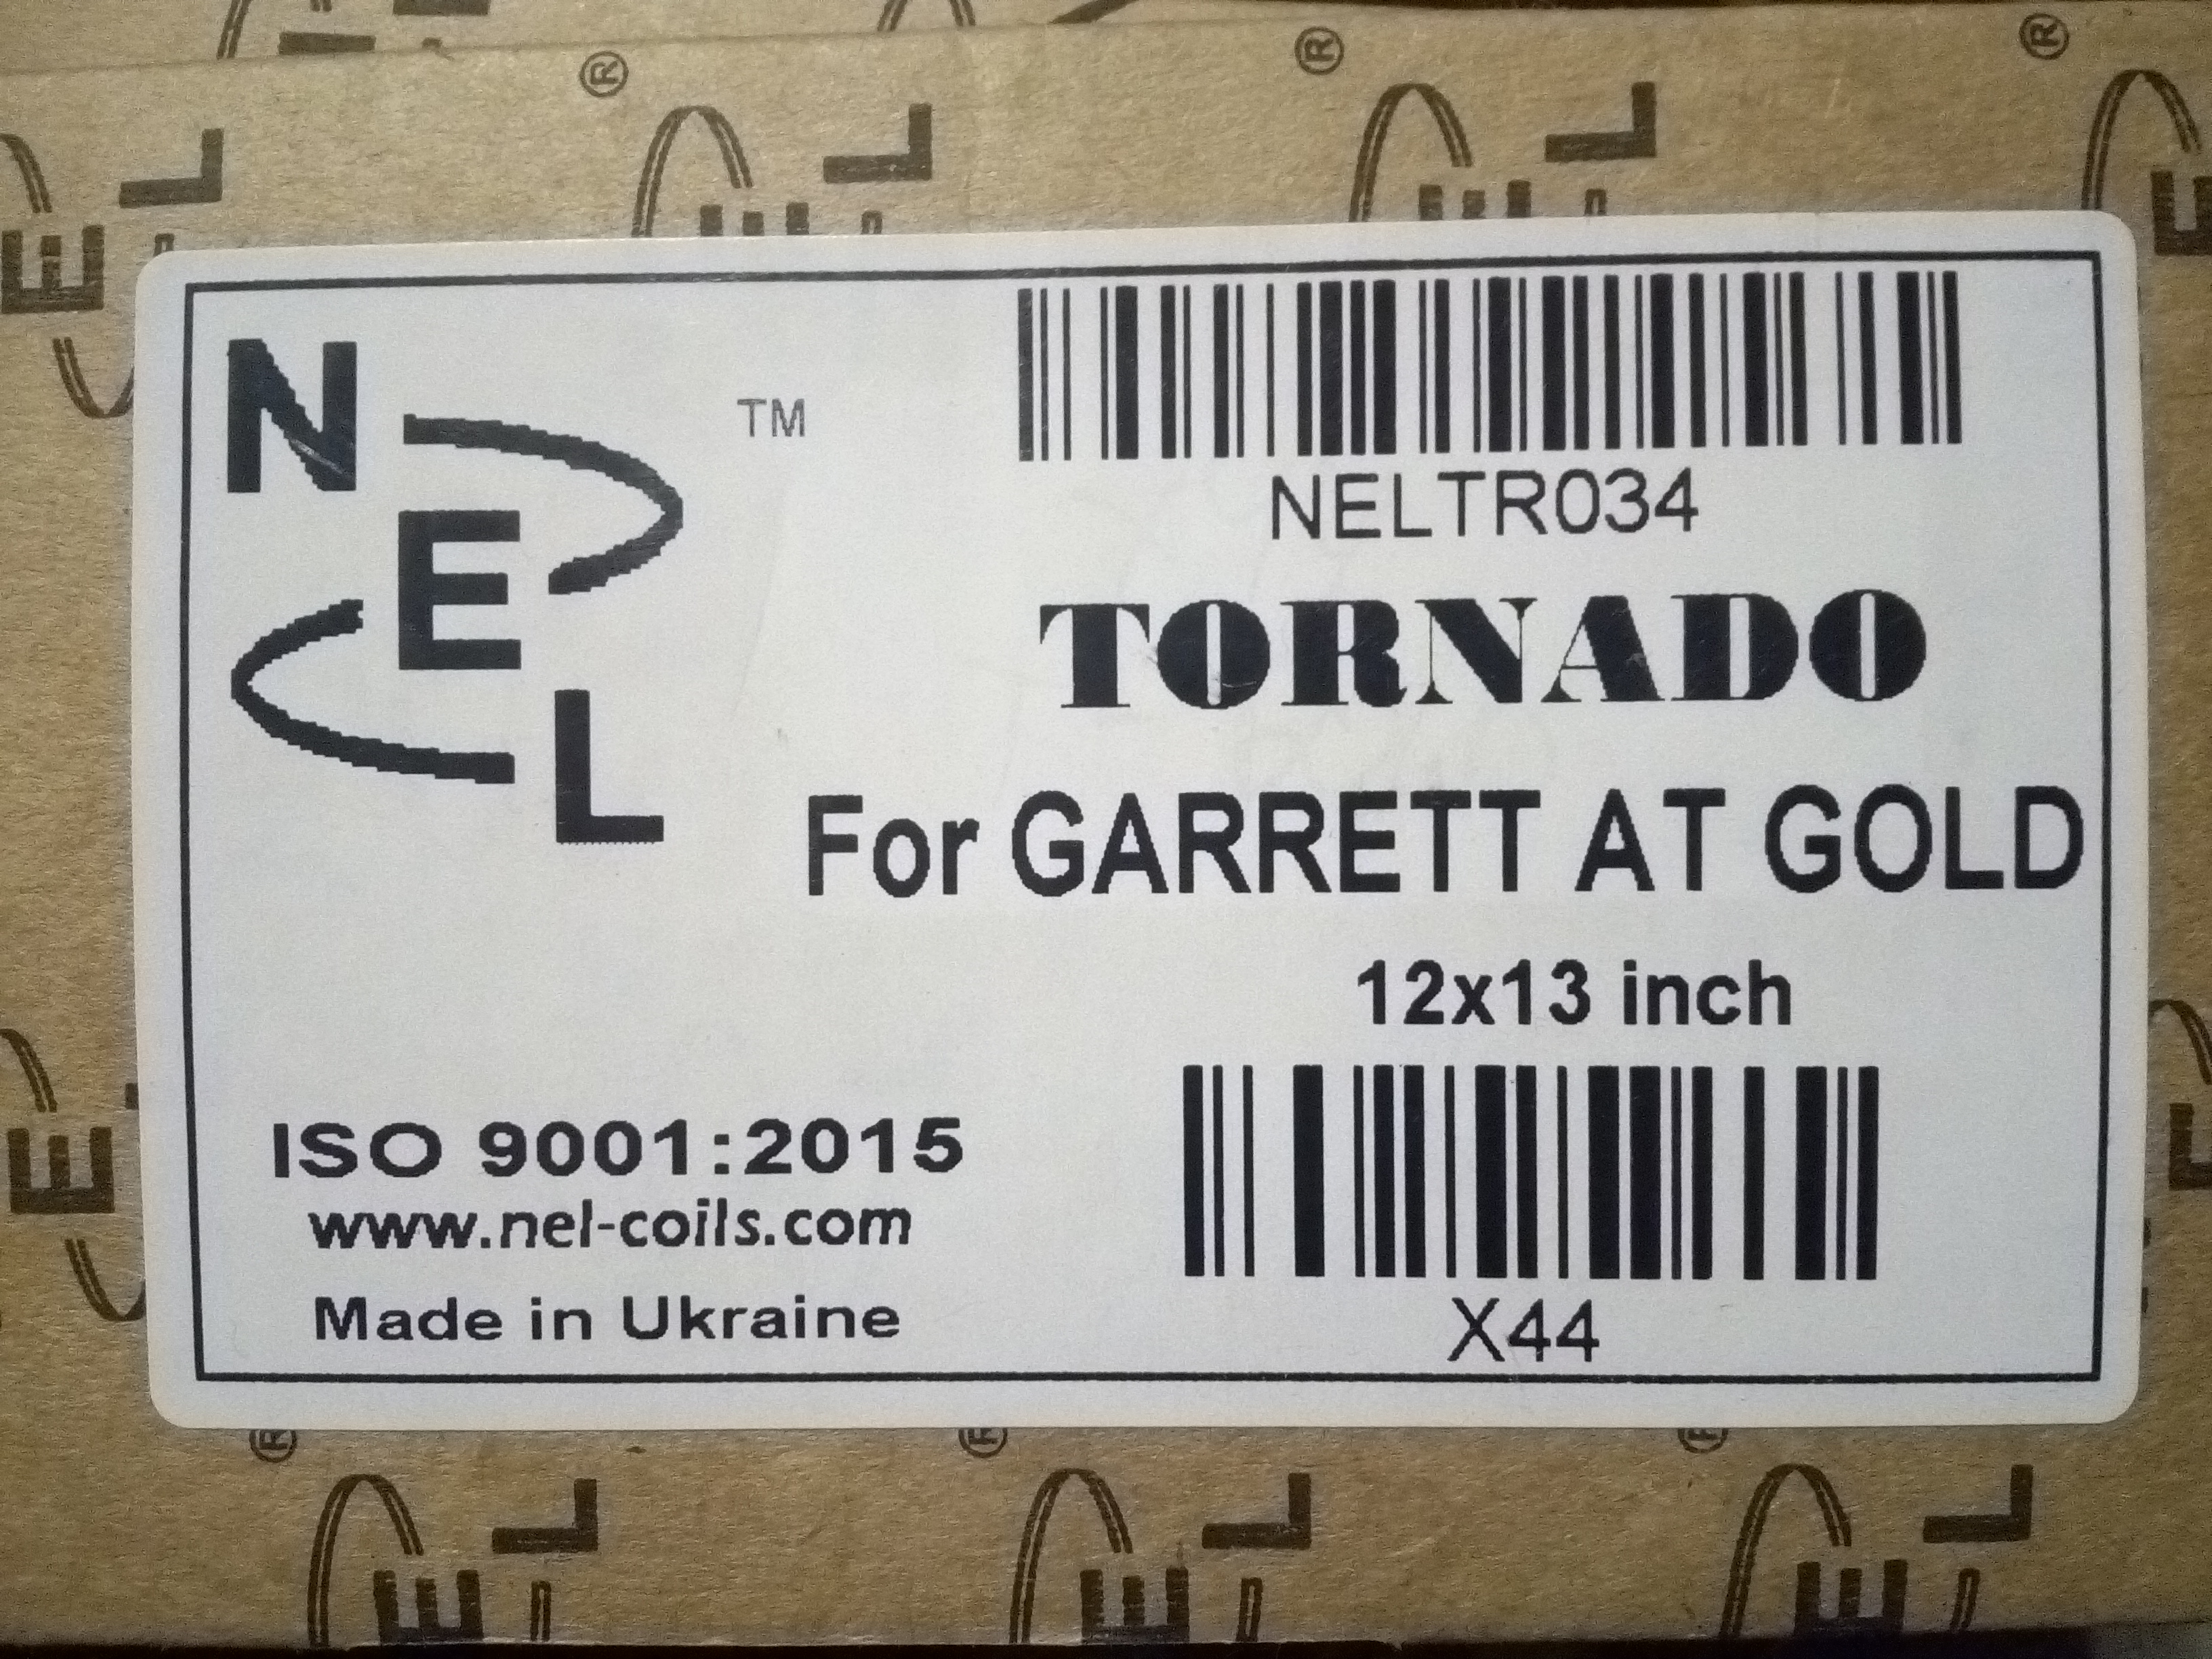 NEL
TM
NELTR034
TORNADO
For GARRETT AT GOLD
12x13 inch
ISO 9001:2015
www.nel-coils.com
Made in Ukraine
X44